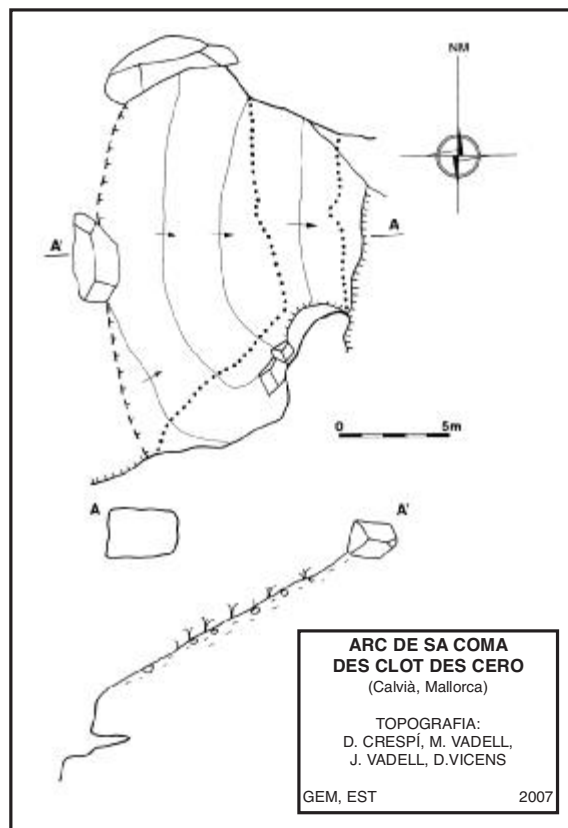 NM
A'
A
0 5m
A
A'
ARC DE SA COMA
DES CLOT DES CERO
(Calvià, Mallorca)
TOPOGRAFIA:
D. CRESPÍ, M. VADELL,
J. VADELL, D.VICENS
GEM, EST 2007